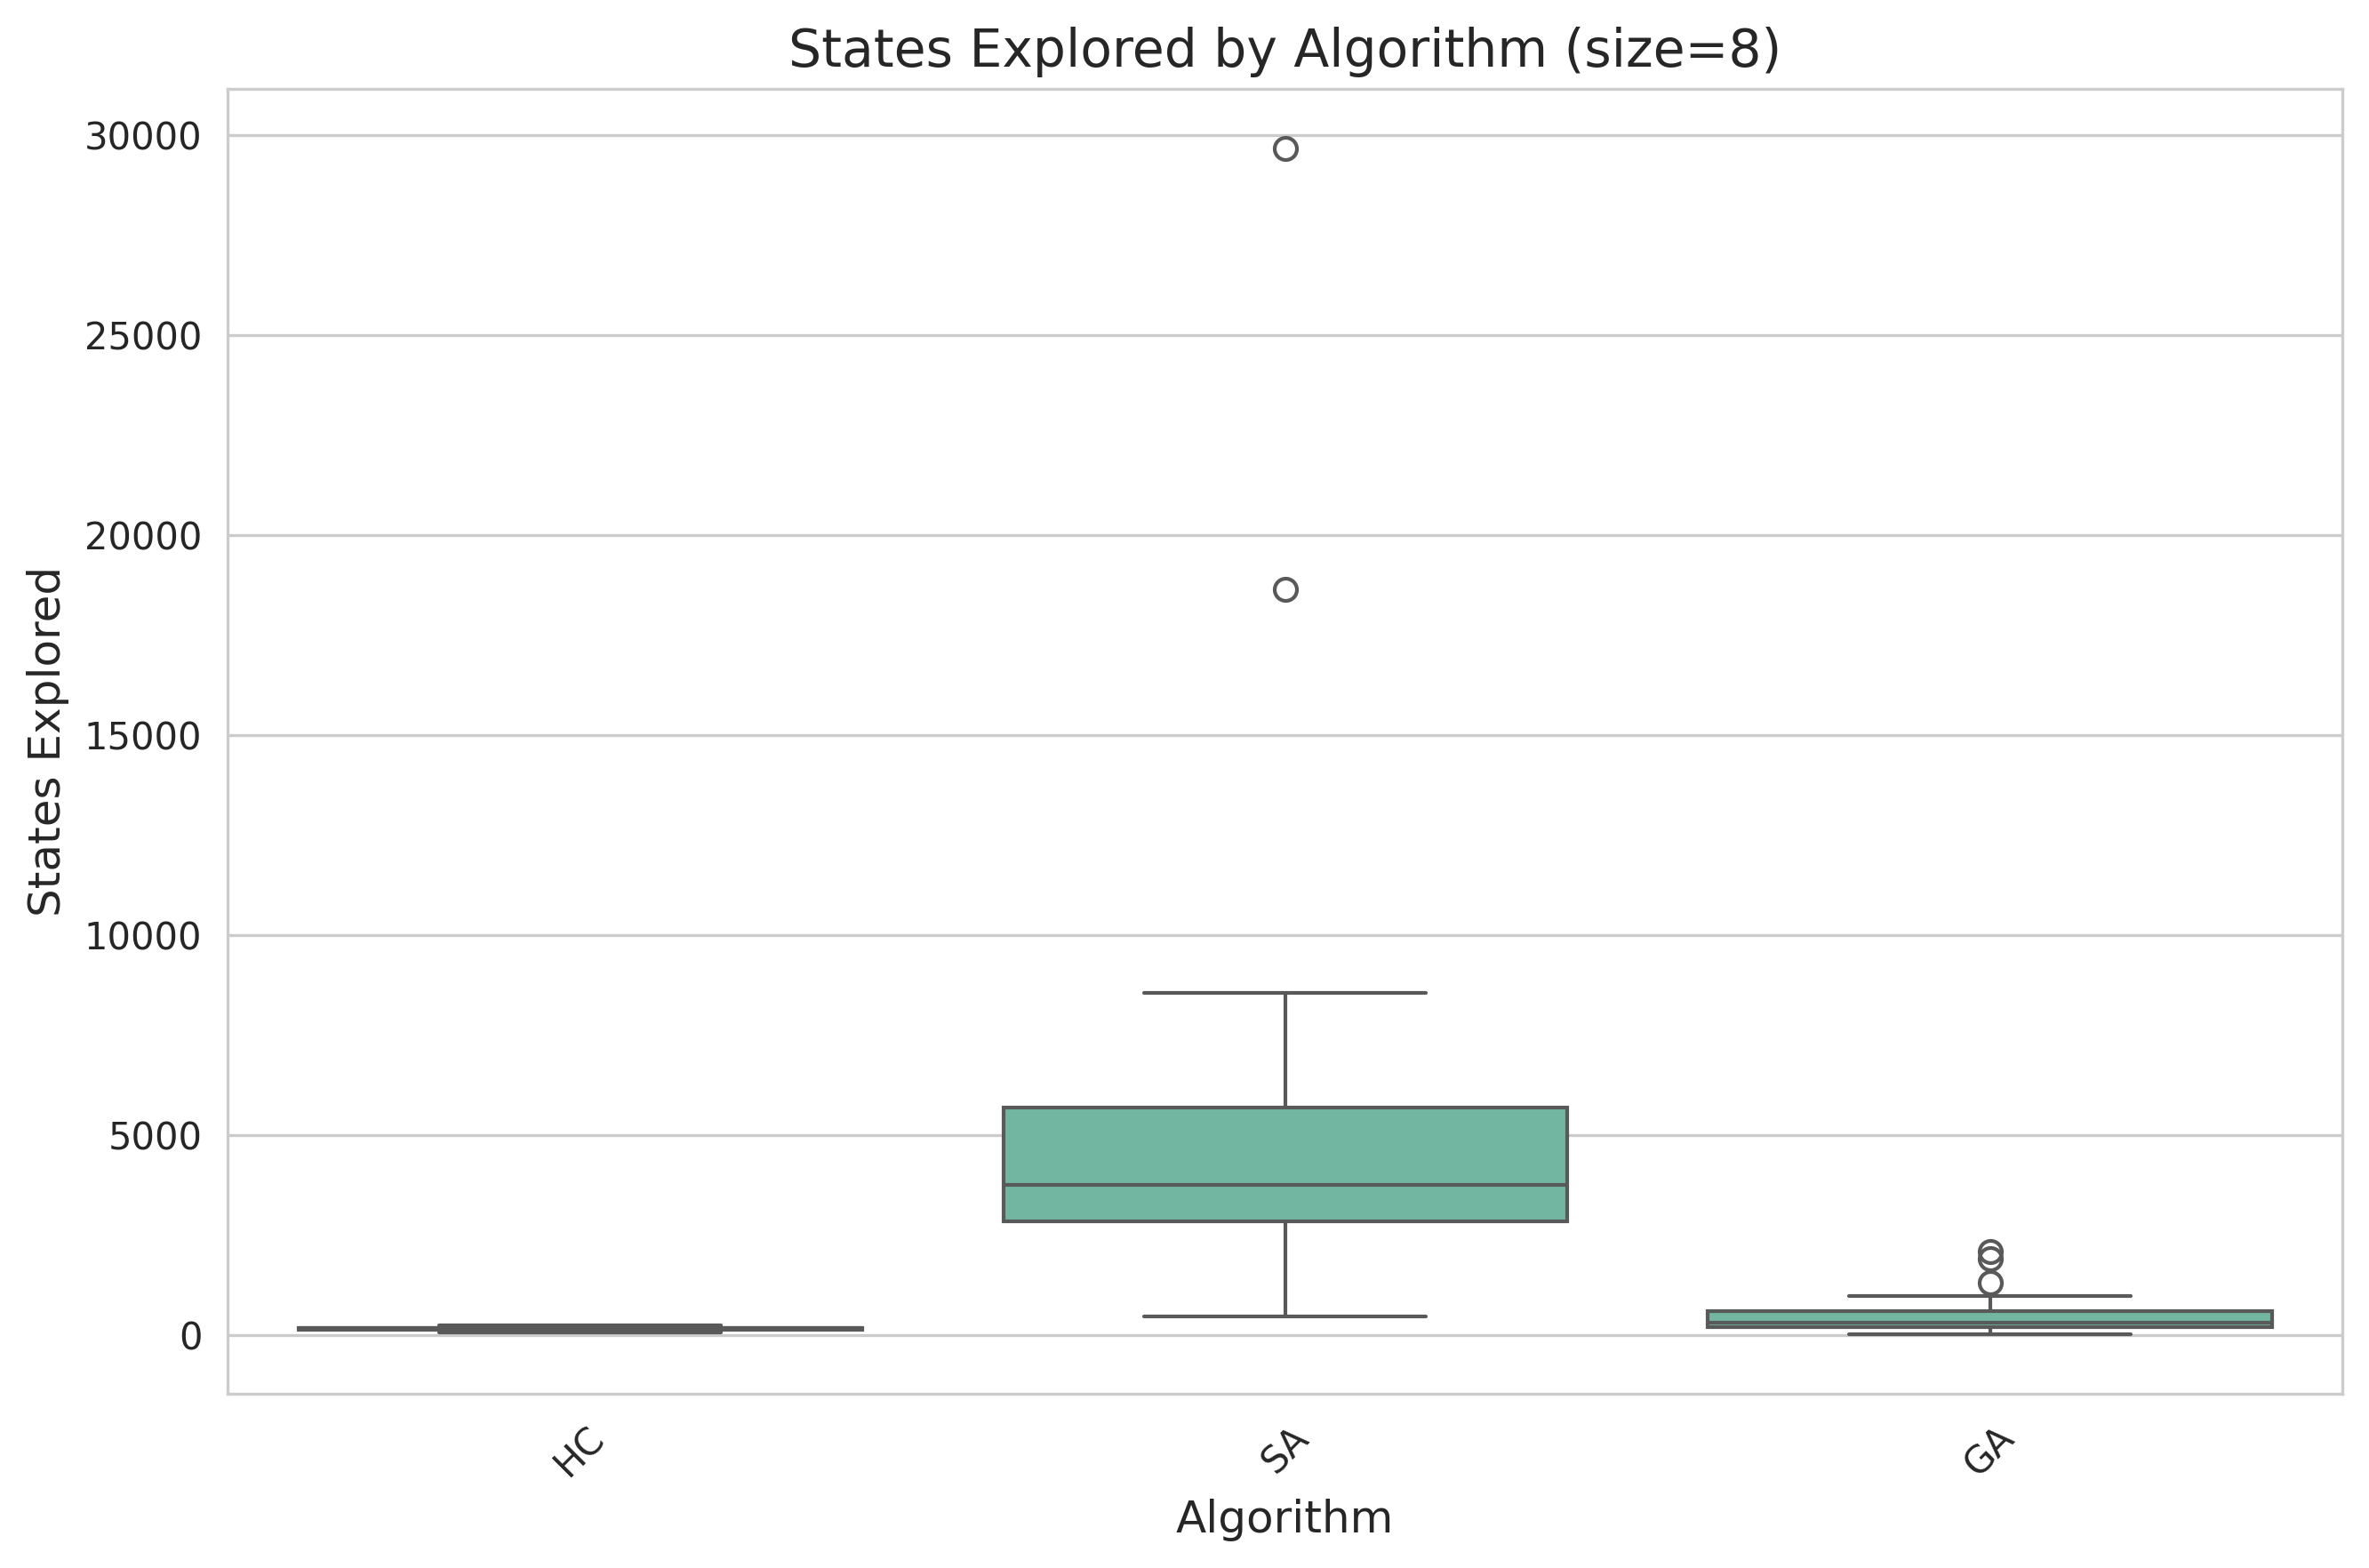 States Explored by Algorithm (size=8)
States Explored
30000
25000
20000
15000
10000
5000
0
HC
SA
GA
Algorithm